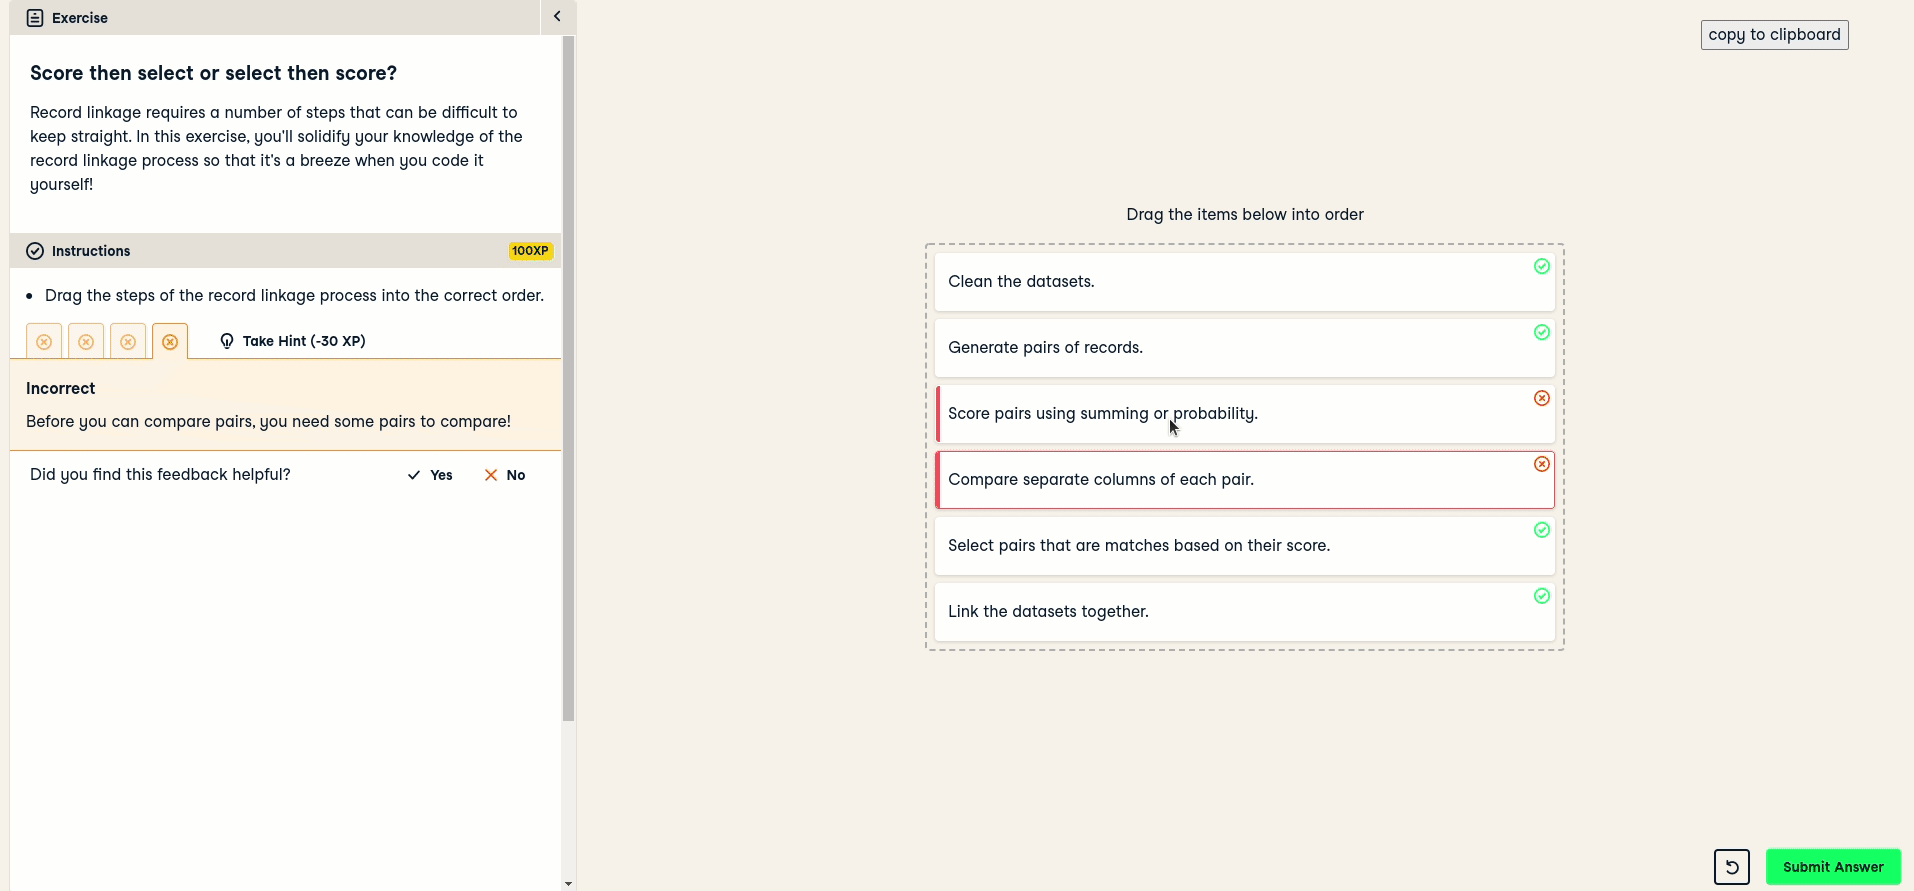 Exercise
copy to clipboard
Score then select or select then score?
Record linkage requires a number of steps that can be difficult to
keep straight. In this exercise, you'll solidify your knowledge of the
record linkage process so that it's a breeze when you code it
yourself!
Instructions
100XP
Drag the steps of the record linkage process into the correct order.
Take Hint (-30 XP)
Incorrect
Before you can compare pairs, you need some pairs to compare!
Did you find this feedback helpful?
Yes
No
Drag the items below into order
Clean the datasets.
Generate pairs of records.
Score pairs using summing or probability.
Compare separate columns of each pair.
Select pairs that are matches based on their score.
Link the datasets together.
Submit Answer